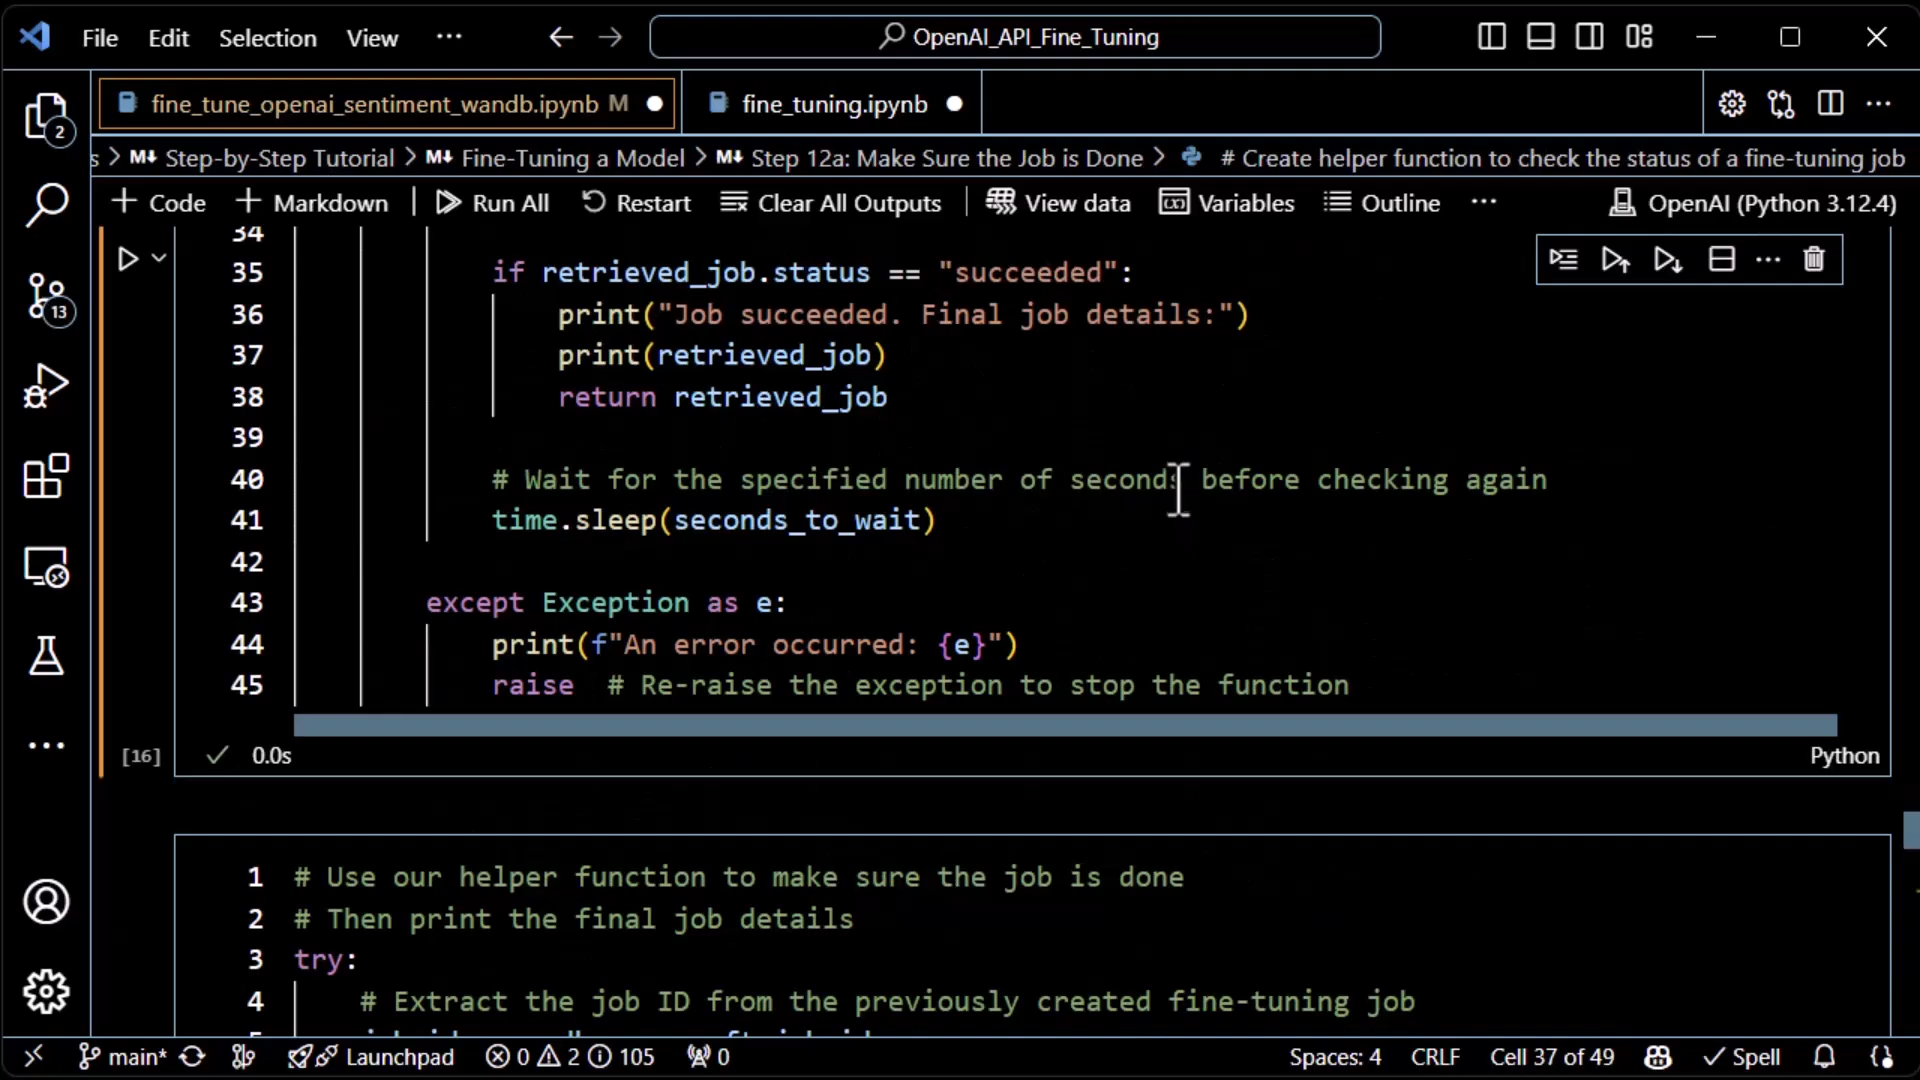 File Edit Selection View ··· OpenAI_API_Fine_Tuning
fine_tune_openai_sentiment_wandb.ipynb M fine_tuning.ipynb
s > M↓ Step-by-Step Tutorial > M↓ Fine-Tuning a Model > M↓ Step 12a: Make Sure the Job is Done > # Create helper function to check the status of a fine-tuning job
+ Code + Markdown Run All Restart Clear All Outputs View data Variables Outline ··· OpenAI (Python 3.12.4)
2
13
34
35 if retrieved_job.status == "succeeded":
36 print("Job succeeded. Final job details:")
37 print(retrieved_job)
38 return retrieved_job
39
40 # Wait for the specified number of seconds before checking again
41 time.sleep(seconds_to_wait)
42
43 except Exception as e:
44 print(f"An error occurred: {e}")
45 raise # Re-raise the exception to stop the function
[16] 0.0s Python
1 # Use our helper function to make sure the job is done
2 # Then print the final job details
3 try:
4 # Extract the job ID from the previously created fine-tuning job
main* Launchpad 0 2 105 0 Spaces: 4 CRLF Cell 37 of 49 Spell